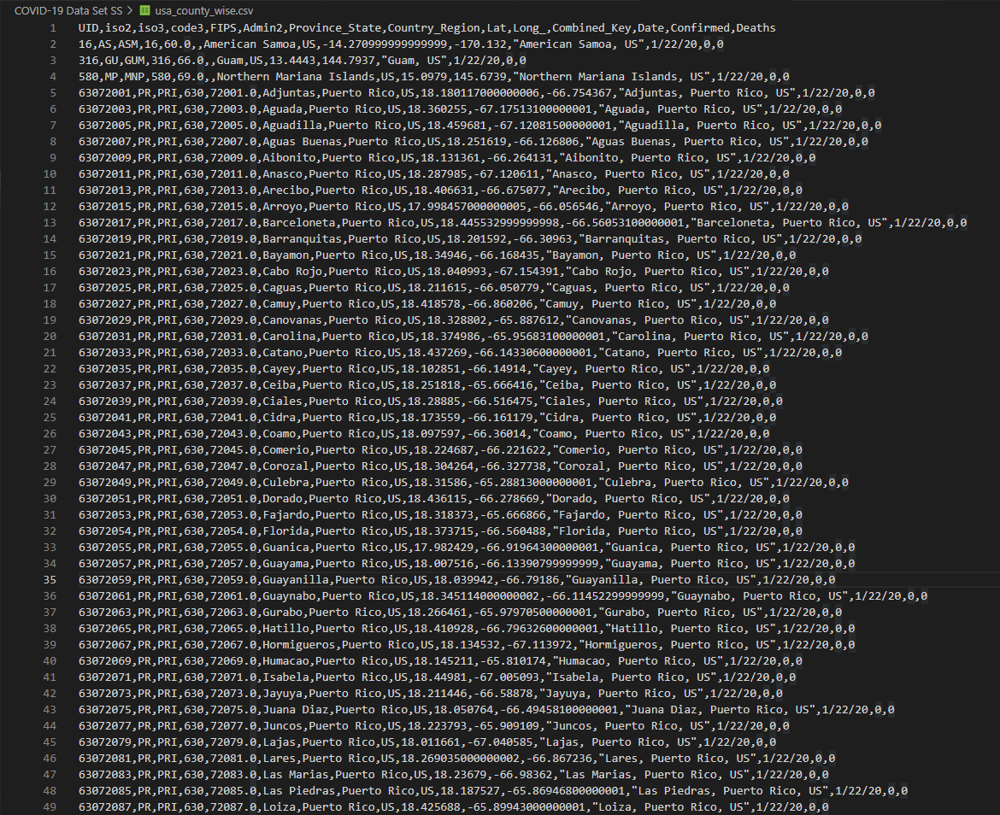 COVID-19 Data Set SS > usa_county_wise.csv
1 UID,iso2,iso3,code3,FIPS,Admin2,Province_State,Country_Region,Lat,Long_,Combined_Key,Date,Confirmed,Deaths
2 16,AS,ASM,16,60.0,,American Samoa,US,-14.270999999999999,-170.132,"American Samoa, US",1/22/20,0,0
3 316,GU,GUM,316,66.0,,Guam,US,13.4443,144.7937,"Guam, US",1/22/20,0,0
4 580,MP,MNP,580,69.0,,Northern Mariana Islands,US,15.0979,145.6739,"Northern Mariana Islands, US",1/22/20,0,0
5 63072001,PR,PRI,630,72001.0,Adjuntas,Puerto Rico,US,18.180117000000006,-66.754367,"Adjuntas, Puerto Rico, US",1/22/20,0,0
6 63072003,PR,PRI,630,72003.0,Aguada,Puerto Rico,US,18.360255,-67.17513100000001,"Aguada, Puerto Rico, US",1/22/20,0,0
7 63072005,PR,PRI,630,72005.0,Aguadilla,Puerto Rico,US,18.459681,-67.12081500000001,"Aguadilla, Puerto Rico, US",1/22/20,0,0
8 63072007,PR,PRI,630,72007.0,Aguas Buenas,Puerto Rico,US,18.251619,-66.126806,"Aguas Buenas, Puerto Rico, US",1/22/20,0,0
9 63072009,PR,PRI,630,72009.0,Aibonito,Puerto Rico,US,18.131361,-66.264131,"Aibonito, Puerto Rico, US",1/22/20,0,0
10 63072011,PR,PRI,630,72011.0,Anasco,Puerto Rico,US,18.287985,-67.120611,"Anasco, Puerto Rico, US",1/22/20,0,0
11 63072013,PR,PRI,630,72013.0,Arecibo,Puerto Rico,US,18.406631,-66.675077,"Arecibo, Puerto Rico, US",1/22/20,0,0
12 63072015,PR,PRI,630,72015.0,Arroyo,Puerto Rico,US,17.998457000000005,-66.056546,"Arroyo, Puerto Rico, US",1/22/20,0,0
13 63072017,PR,PRI,630,72017.0,Barceloneta,Puerto Rico,US,18.445532999999998,-66.56053100000001,"Barceloneta, Puerto Rico, US",1/22/20,0,0
14 63072019,PR,PRI,630,72019.0,Barranquitas,Puerto Rico,US,18.201592,-66.30963,"Barranquitas, Puerto Rico, US",1/22/20,0,0
15 63072021,PR,PRI,630,72021.0,Bayamon,Puerto Rico,US,18.34946,-66.168435,"Bayamon, Puerto Rico, US",1/22/20,0,0
16 63072023,PR,PRI,630,72023.0,Cabo Rojo,Puerto Rico,US,18.040993,-67.154391,"Cabo Rojo, Puerto Rico, US",1/22/20,0,0
17 63072025,PR,PRI,630,72025.0,Caguas,Puerto Rico,US,18.211615,-66.050779,"Caguas, Puerto Rico, US",1/22/20,0,0
18 63072027,PR,PRI,630,72027.0,Camuy,Puerto Rico,US,18.418578,-66.860206,"Camuy, Puerto Rico, US",1/22/20,0,0
19 63072029,PR,PRI,630,72029.0,Canovanas,Puerto Rico,US,18.328802,-65.887612,"Canovanas, Puerto Rico, US",1/22/20,0,0
20 63072031,PR,PRI,630,72031.0,Carolina,Puerto Rico,US,18.374986,-65.95683100000001,"Carolina, Puerto Rico, US",1/22/20,0,0
21 63072033,PR,PRI,630,72033.0,Catano,Puerto Rico,US,18.437269,-66.14330600000001,"Catano, Puerto Rico, US",1/22/20,0,0
22 63072035,PR,PRI,630,72035.0,Cayey,Puerto Rico,US,18.102851,-66.14914,"Cayey, Puerto Rico, US",1/22/20,0,0
23 63072037,PR,PRI,630,72037.0,Ceiba,Puerto Rico,US,18.251818,-65.666416,"Ceiba, Puerto Rico, US",1/22/20,0,0
24 63072039,PR,PRI,630,72039.0,Ciales,Puerto Rico,US,18.28885,-66.516475,"Ciales, Puerto Rico, US",1/22/20,0,0
25 63072041,PR,PRI,630,72041.0,Cidra,Puerto Rico,US,18.173559,-66.161179,"Cidra, Puerto Rico, US",1/22/20,0,0
26 63072043,PR,PRI,630,72043.0,Coamo,Puerto Rico,US,18.097597,-66.36014,"Coamo, Puerto Rico, US",1/22/20,0,0
27 63072045,PR,PRI,630,72045.0,Comerio,Puerto Rico,US,18.224687,-66.221622,"Comerio, Puerto Rico, US",1/22/20,0,0
28 63072047,PR,PRI,630,72047.0,Corozal,Puerto Rico,US,18.304264,-66.327738,"Corozal, Puerto Rico, US",1/22/20,0,0
29 63072049,PR,PRI,630,72049.0,Culebra,Puerto Rico,US,18.31586,-65.28813000000001,"Culebra, Puerto Rico, US",1/22/20,0,0
30 63072051,PR,PRI,630,72051.0,Dorado,Puerto Rico,US,18.436115,-66.278669,"Dorado, Puerto Rico, US",1/22/20,0,0
31 63072053,PR,PRI,630,72053.0,Fajardo,Puerto Rico,US,18.318373,-65.666866,"Fajardo, Puerto Rico, US",1/22/20,0,0
32 63072054,PR,PRI,630,72054.0,Florida,Puerto Rico,US,18.373715,-66.560488,"Florida, Puerto Rico, US",1/22/20,0,0
33 63072055,PR,PRI,630,72055.0,Guanica,Puerto Rico,US,17.982429,-66.91964300000001,"Guanica, Puerto Rico, US",1/22/20,0,0
34 63072057,PR,PRI,630,72057.0,Guayama,Puerto Rico,US,18.007516,-66.13390799999999,"Guayama, Puerto Rico, US",1/22/20,0,0
35 63072059,PR,PRI,630,72059.0,Guayanilla,Puerto Rico,US,18.039942,-66.79186,"Guayanilla, Puerto Rico, US",1/22/20,0,0
36 63072061,PR,PRI,630,72061.0,Guaynabo,Puerto Rico,US,18.345114000000002,-66.11452299999999,"Guaynabo, Puerto Rico, US",1/22/20,0,0
37 63072063,PR,PRI,630,72063.0,Gurabo,Puerto Rico,US,18.266461,-65.97970500000001,"Gurabo, Puerto Rico, US",1/22/20,0,0
38 63072065,PR,PRI,630,72065.0,Hatillo,Puerto Rico,US,18.410928,-66.79632600000001,"Hatillo, Puerto Rico, US",1/22/20,0,0
39 63072067,PR,PRI,630,72067.0,Hormigueros,Puerto Rico,US,18.134532,-67.113972,"Hormigueros, Puerto Rico, US",1/22/20,0,0
40 63072069,PR,PRI,630,72069.0,Humacao,Puerto Rico,US,18.145211,-65.810174,"Humacao, Puerto Rico, US",1/22/20,0,0
41 63072071,PR,PRI,630,72071.0,Isabela,Puerto Rico,US,18.44981,-67.005093,"Isabela, Puerto Rico, US",1/22/20,0,0
42 63072073,PR,PRI,630,72073.0,Jayuya,Puerto Rico,US,18.211446,-66.58878,"Jayuya, Puerto Rico, US",1/22/20,0,0
43 63072075,PR,PRI,630,72075.0,Juana Diaz,Puerto Rico,US,18.050764,-66.49458100000001,"Juana Diaz, Puerto Rico, US",1/22/20,0,0
44 63072077,PR,PRI,630,72077.0,Juncos,Puerto Rico,US,18.223793,-65.909109,"Juncos, Puerto Rico, US",1/22/20,0,0
45 63072079,PR,PRI,630,72079.0,Lajas,Puerto Rico,US,18.011661,-67.040585,"Lajas, Puerto Rico, US",1/22/20,0,0
46 63072081,PR,PRI,630,72081.0,Lares,Puerto Rico,US,18.269035000000002,-66.867236,"Lares, Puerto Rico, US",1/22/20,0,0
47 63072083,PR,PRI,630,72083.0,Las Marias,Puerto Rico,US,18.23679,-66.98362,"Las Marias, Puerto Rico, US",1/22/20,0,0
48 63072085,PR,PRI,630,72085.0,Las Piedras,Puerto Rico,US,18.187527,-65.86946800000001,"Las Piedras, Puerto Rico, US",1/22/20,0,0
49 63072087,PR,PRI,630,72087.0,Loiza,Puerto Rico,US,18.425688,-65.89943000000001,"Loiza, Puerto Rico, US",1/22/20,0,0